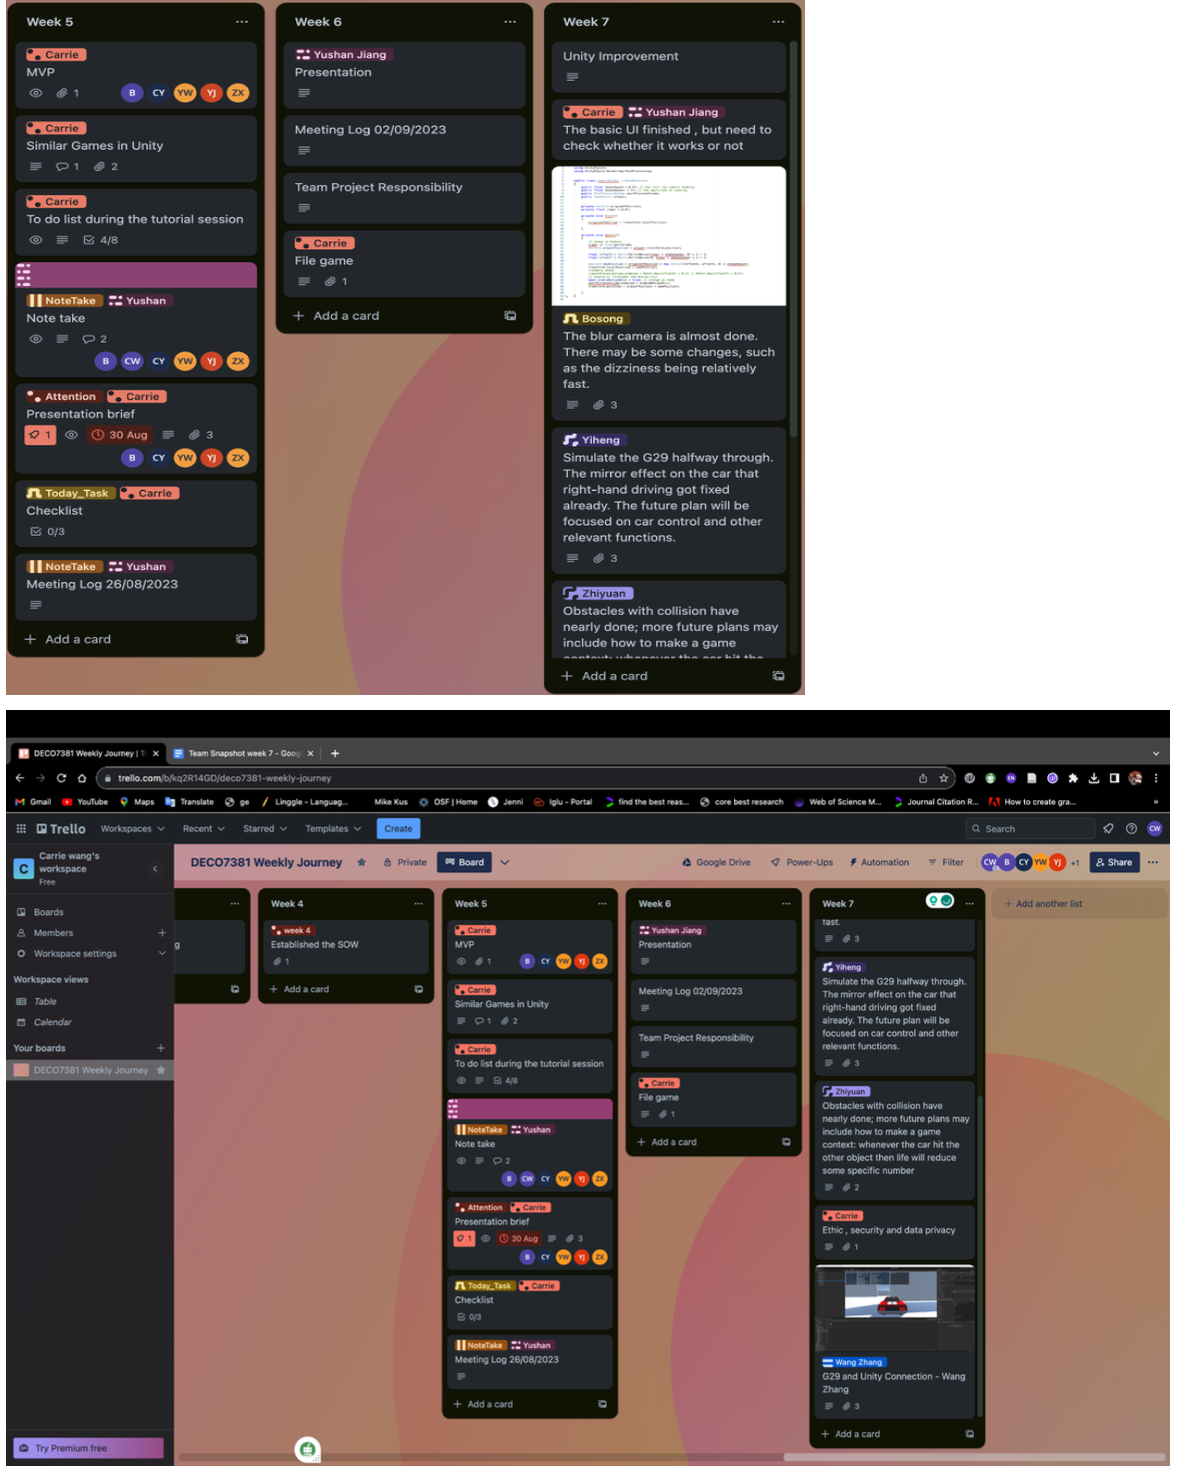 Week 5
Carrie
MVP
1
B CY YW YJ ZX
Carrie
Similar Games in Unity
1 2
Carrie
To do list during the tutorial session
4/8
NoteTake Yushan
Note take
2
B CW CY YW YJ ZX
Attention Carrie
Presentation brief
1 30 Aug 3
B CY YW YJ ZX
Today_Task Carrie
Checklist
0/3
NoteTake Yushan
Meeting Log 26/08/2023
+ Add a card
Week 6
Yushan Jiang
Presentation
Meeting Log 02/09/2023
Team Project Responsibility
Carrie
File game
1
+ Add a card
Week 7
Unity Improvement
Carrie Yushan Jiang
The basic UI finished , but need to
check whether it works or not
Bosong
The blur camera is almost done.
There may be some changes, such
as the dizziness being relatively
fast.
3
Yiheng
Simulate the G29 halfway through.
The mirror effect on the car that
right-hand driving got fixed
already. The future plan will be
focused on car control and other
relevant functions.
3
Zhiyuan
Obstacles with collision have
nearly done; more future plans may
include how to make a game
context: whenever the car hit the
+ Add a card
DECO7381 Weekly Journey | T
Team Snapshot week 7 - Goog
trello.com/b/kq2R14GD/deco7381-weekly-journey
Gmail YouTube Maps Translate ge Linggle - Languag... Mike Kus OSF | Home Jenni Iglu - Portal find the best reas... core best research Web of Science M... Journal Citation R... How to create gra... »
Trello Workspaces Recent Starred Templates Create Search CW
C Carrie wang's
workspace
Free
Boards
Members +
Workspace settings
Workspace views
Table
Calendar
Your boards +
DECO7381 Weekly Journey
Try Premium free
DECO7381 Weekly Journey Private Board Google Drive Power-Ups Automation Filter CW B CY YW YJ +1 Share
g
Week 4
week 4
Established the SOW
1
+ Add a card
Week 5
Carrie
MVP
1
B CY YW YJ ZX
Carrie
Similar Games in Unity
1 2
Carrie
To do list during the tutorial session
4/8
NoteTake Yushan
Note take
2
B CW CY YW YJ ZX
Attention Carrie
Presentation brief
1 30 Aug 3
B CY YW YJ ZX
Today_Task Carrie
Checklist
0/3
NoteTake Yushan
Meeting Log 26/08/2023
+ Add a card
Week 6
Yushan Jiang
Presentation
Meeting Log 02/09/2023
Team Project Responsibility
Carrie
File game
1
+ Add a card
Week 7
fast.
3
Yiheng
Simulate the G29 halfway through.
The mirror effect on the car that
right-hand driving got fixed
already. The future plan will be
focused on car control and other
relevant functions.
3
Zhiyuan
Obstacles with collision have
nearly done; more future plans may
include how to make a game
context: whenever the car hit the
other object then life will reduce
some specific number
2
Carrie
Ethic , security and data privacy
1
Wang Zhang
G29 and Unity Connection - Wang
Zhang
3
+ Add a card
+ Add another list